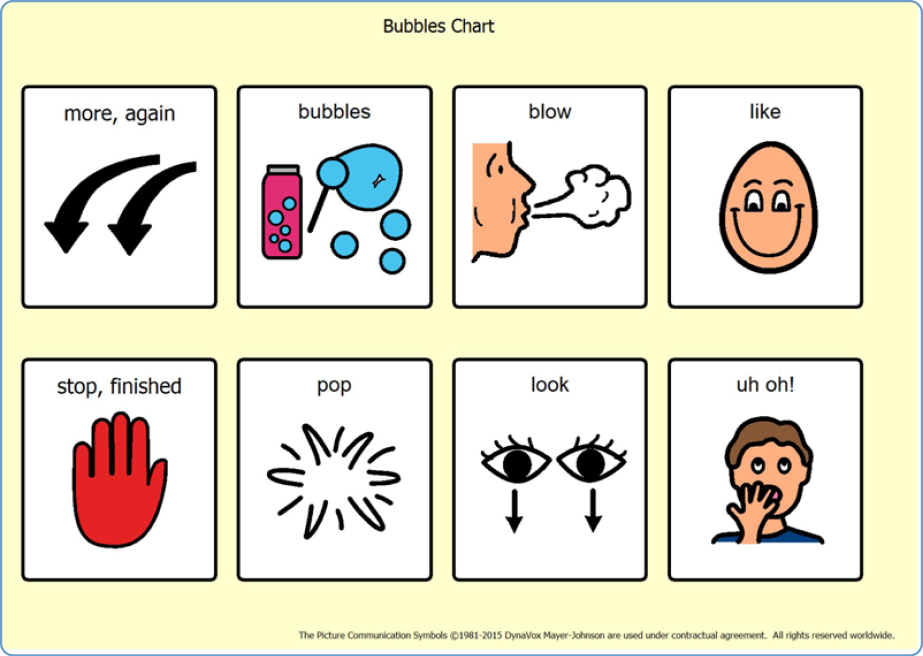 Bubbles Chart
more, again
bubbles
blow
like
stop, finished
pop
look
uh oh!
The Picture Communication Symbols ©1981-2015 DynaVox Mayer-Johnson are used under contractual agreement. All rights reserved worldwide.